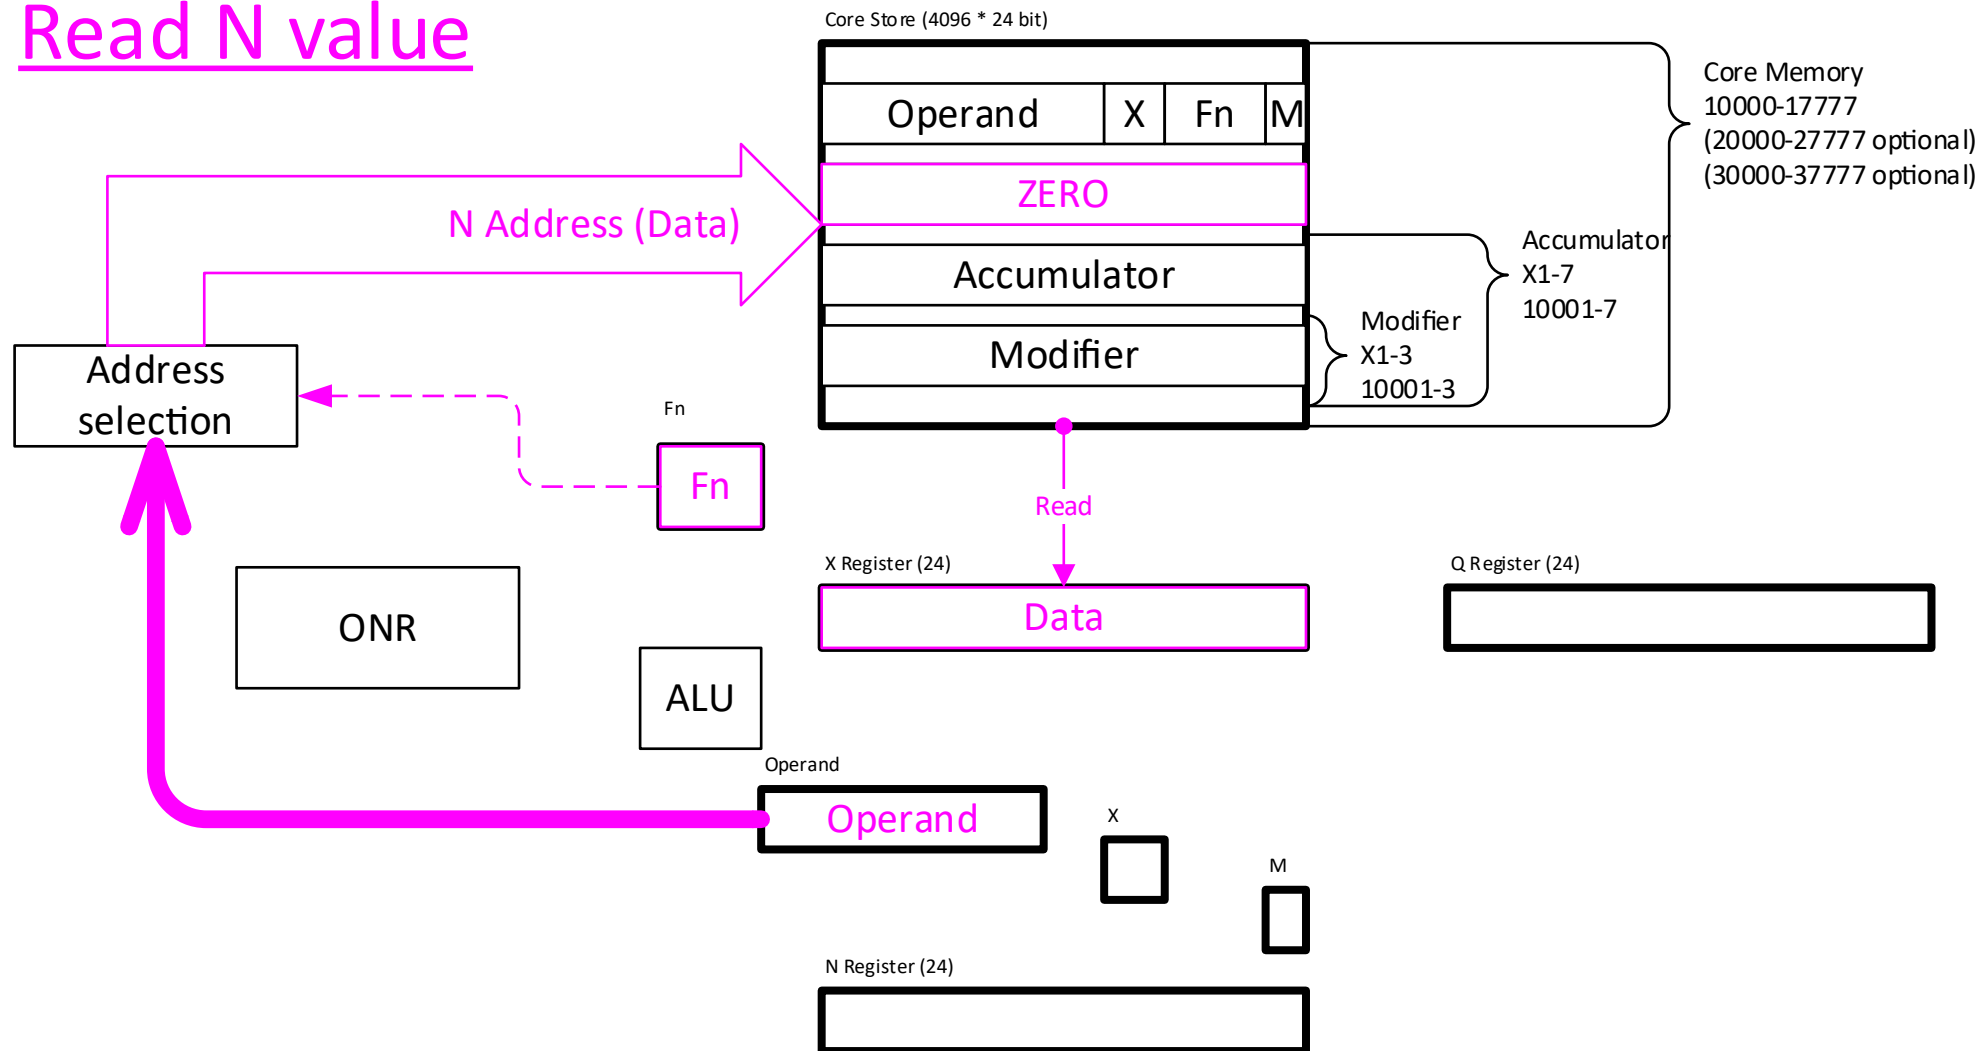 Read N value
Core Store (4096 * 24 bit)
Operand X Fn M
Core Memory
10000-17777
(20000-27777 optional)
(30000-37777 optional)
ZERO
N Address (Data)
Accumulator
X1-7
10001-7
Accumulator
Modifier
X1-3
10001-3
Modifier
Address
selection
Fn
Fn
Read
X Register (24)
Q Register (24)
Data
ONR
ALU
Operand
Operand
X
M
N Register (24)